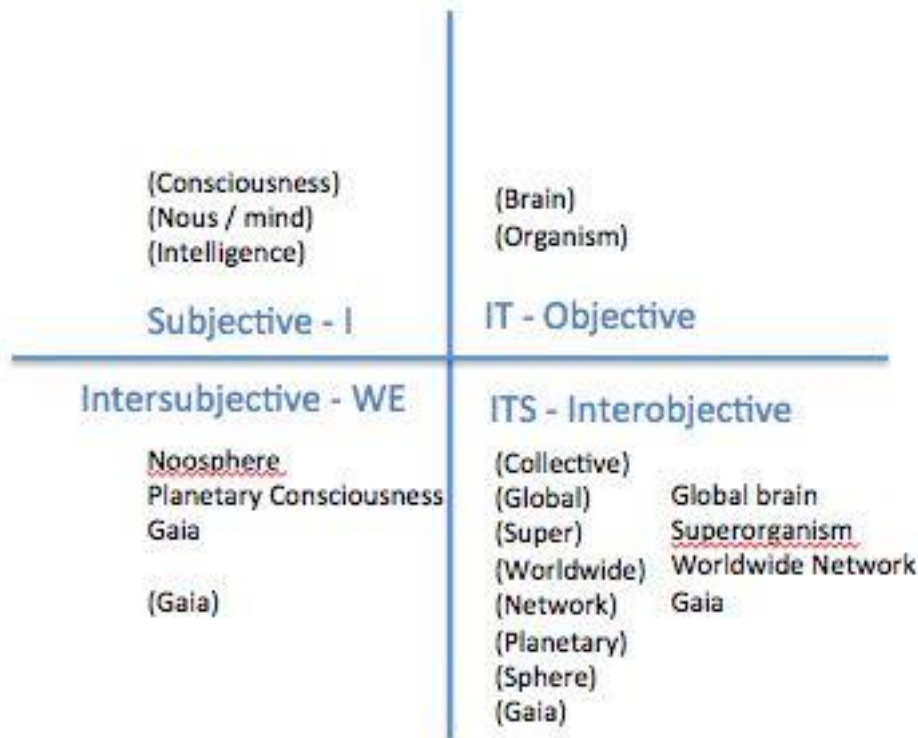 (Consciousness)
(Nous / mind)
(Intelligence)
Subjective - I
(Brain)
(Organism)
IT - Objective
Intersubjective - WE
Noosphere
Planetary Consciousness
Gaia
(Gaia)
ITS - Interobjective
(Collective)
(Global)
(Super)
(Worldwide)
(Network)
(Planetary)
(Sphere)
(Gaia)
Global brain
Superorganism
Worldwide Network
Gaia